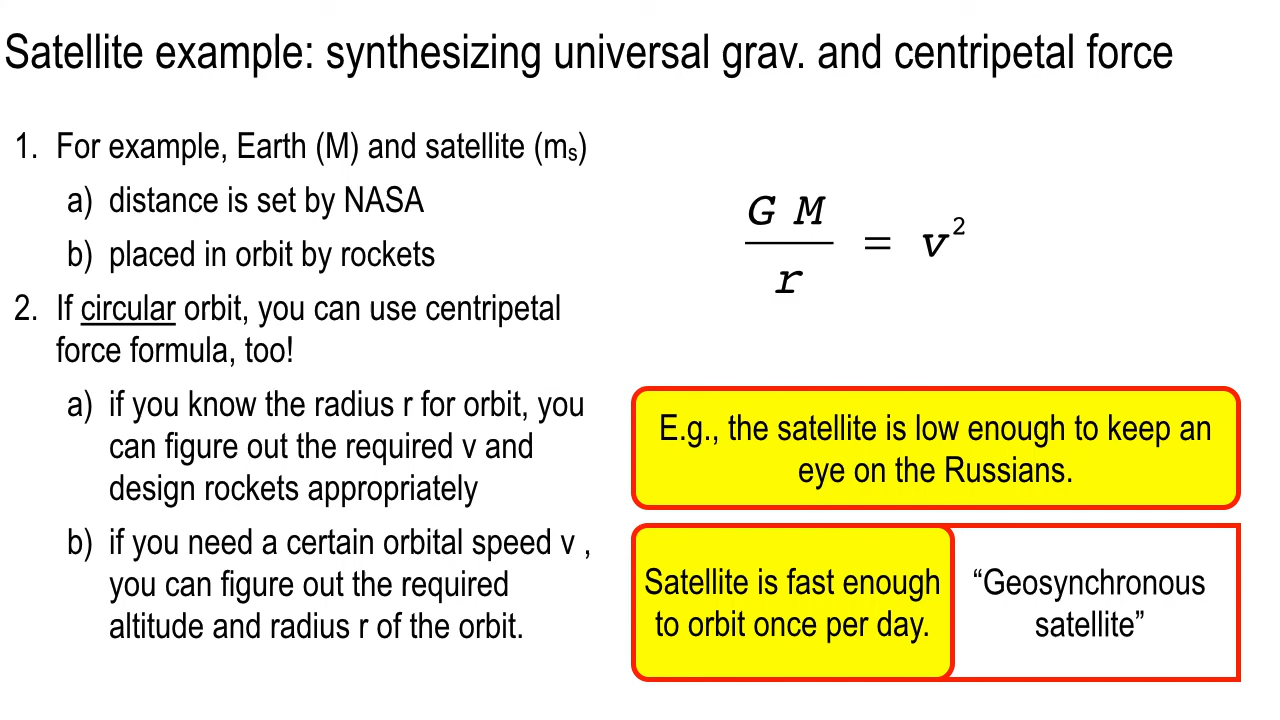 Satellite example: synthesizing universal grav. and centripetal force
1. For example, Earth (M) and satellite (mₛ)
a) distance is set by NASA
b) placed in orbit by rockets
2. If circular orbit, you can use centripetal
force formula, too!
a) if you know the radius r for orbit, you
can figure out the required v and
design rockets appropriately
b) if you need a certain orbital speed v ,
you can figure out the required
altitude and radius r of the orbit.
G M
r
= v²
E.g., the satellite is low enough to keep an
eye on the Russians.
Satellite is fast enough
to orbit once per day.
“Geosynchronous
satellite”